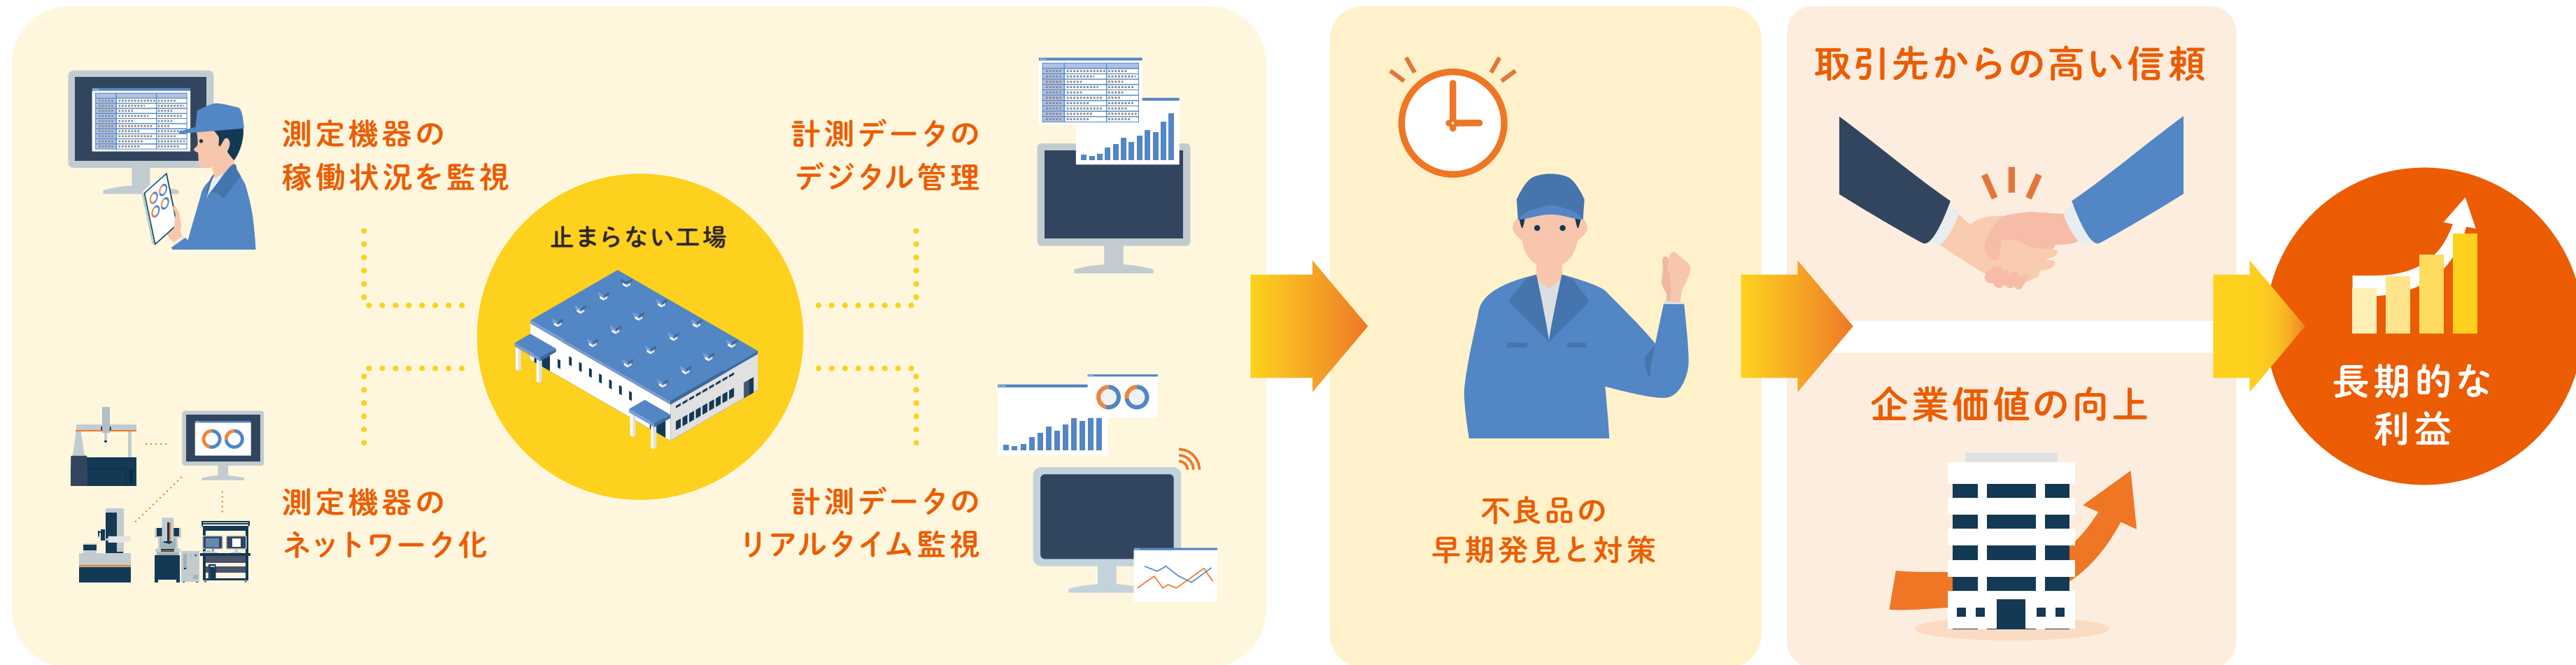 測定機器の
稼働状況を監視
計測データの
デジタル管理
止まらない工場
測定機器の
ネットワーク化
計測データの
リアルタイム監視
不良品の
早期発見と対策
取引先からの高い信頼
企業価値の向上
長期的な
利益